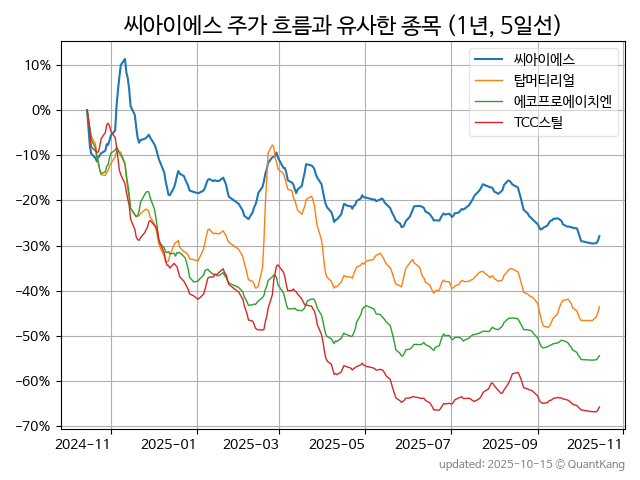 씨아이에스 주가 흐름과 유사한 종목 (1년, 5일선)
씨아이에스
탑머티리얼
에코프로에이치엔
TCC스틸
10%
0%
−10%
−20%
−30%
−40%
−50%
−60%
−70%
2024-11 2025-01 2025-03 2025-05 2025-07 2025-09 2025-11
updated: 2025-10-15 © QuantKang